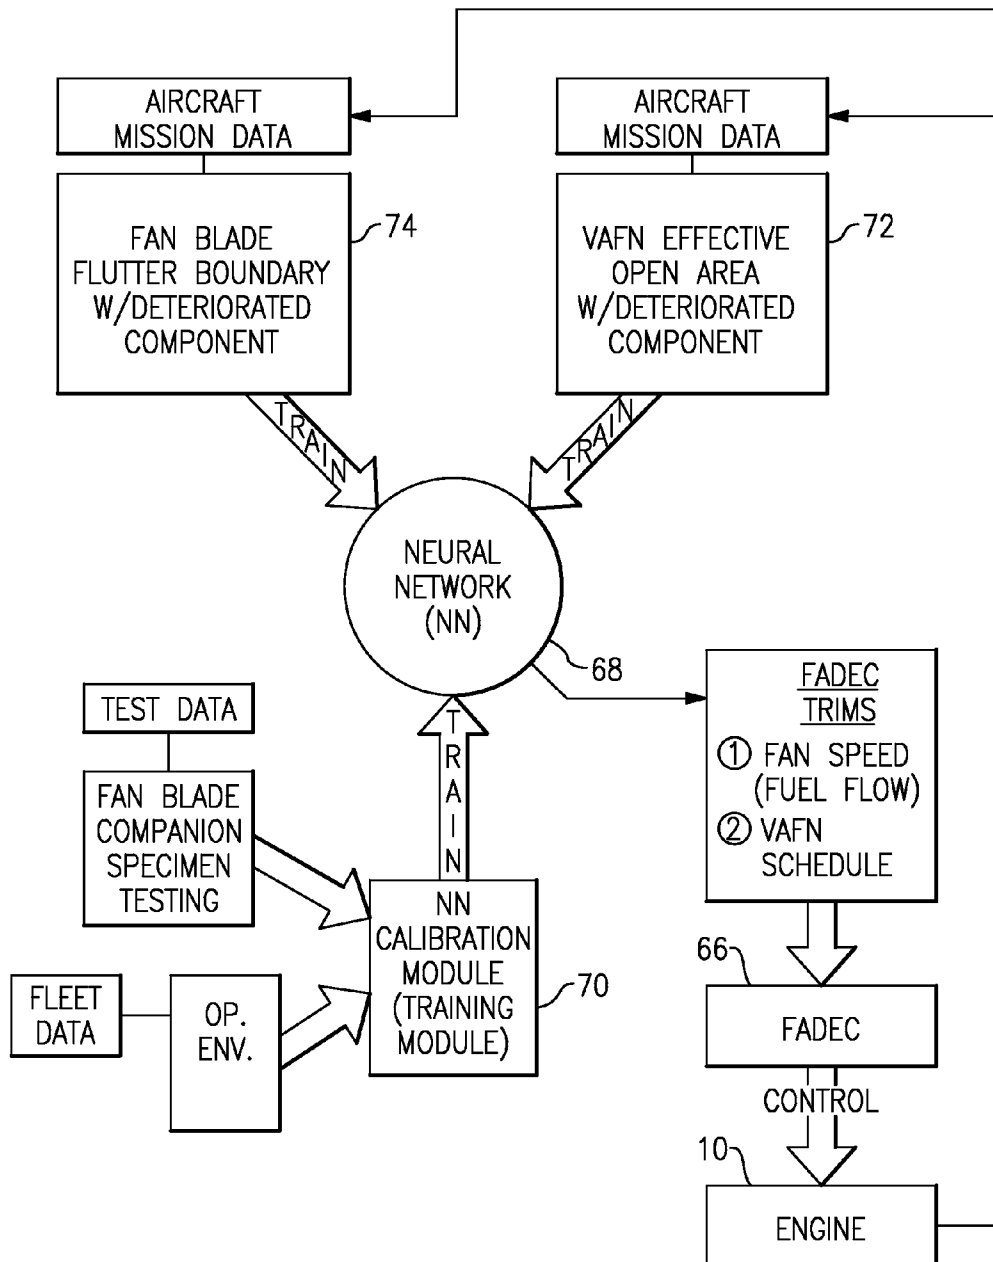 AIRCRAFT
MISSION DATA
AIRCRAFT
MISSION DATA
FAN BLADE
FLUTTER BOUNDARY
W/DETERIORATED
COMPONENT
74
VAFN EFFECTIVE
OPEN AREA
W/DETERIORATED
COMPONENT
72
TRAIN
TRAIN
NEURAL
NETWORK
(NN)
68
FADEC
TRIMS
① FAN SPEED
(FUEL FLOW)
② VAFN
SCHEDULE
TEST DATA
FAN BLADE
COMPANION
SPECIMEN
TESTING
TRAIN
NN
CALIBRATION
MODULE
(TRAINING
MODULE)
70
FLEET
DATA
OP.
ENV.
66
FADEC
CONTROL
10
ENGINE